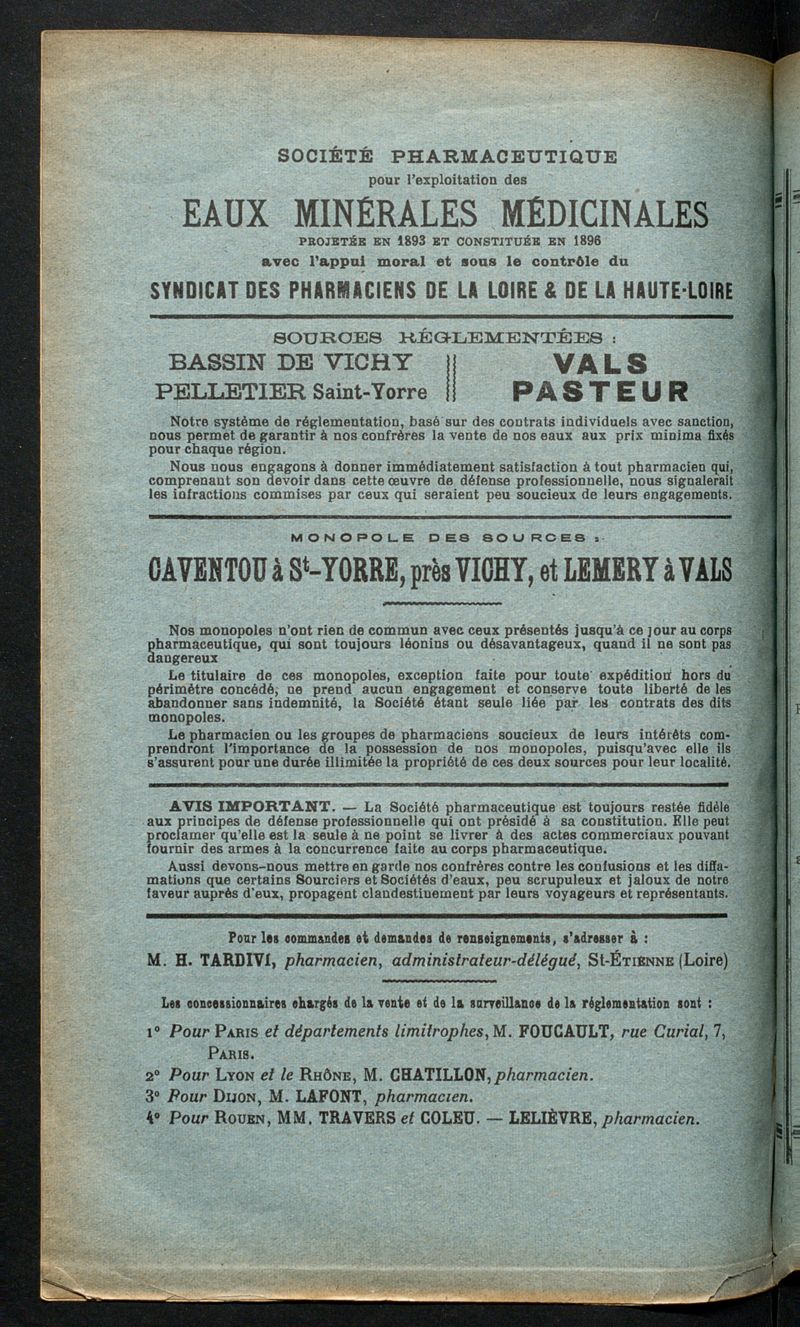 SOCIÉTÉ PHARMACEUTIQUE
pour l'exploitation des
EAUX MINÉRALES MÉDICINALES
PROJETÉE EN 1893 ET CONSTITUÉE EN 1896
avec l'appui moral et sous le contrôle du
SYNDICAT DES PHARMACIENS DE LA LOIRE & DE LA HAUTE-LOIRE
SOURCES RÉGLEMENTÉES :
BASSIN DE VICHY
PELLETIER Saint-Yorre
VALS
PASTEUR
Notre système de réglementation, basé sur des contrats individuels avec sanction,
nous permet de garantir à nos confrères la vente de nos eaux aux prix minima fixés
pour chaque région.
Nous nous engagons à donner immédiatement satisfaction à tout pharmacien qui,
comprenant son devoir dans cette œuvre de défense professionnelle, nous signalerait
les infractions commises par ceux qui seraient peu soucieux de leurs engagements.
MONOPOLE DES SOURCES :
CAVENTOU à St-YORRE, près VICHY, et LEMERY à VALS
Nos monopoles n'ont rien de commun avec ceux présentés jusqu'à ce jour au corps
pharmaceutique, qui sont toujours léonins ou désavantageux, quand il ne sont pas
dangereux
Le titulaire de ces monopoles, exception faite pour toute expédition hors du
périmètre concédé, ne prend aucun engagement et conserve toute liberté de les
abandonner sans indemnité, la Société étant seule liée par les contrats des dits
monopoles.
Le pharmacien ou les groupes de pharmaciens soucieux de leurs intérêts com-
prendront l'importance de la possession de nos monopoles, puisqu'avec elle ils
s'assurent pour une durée illimitée la propriété de ces deux sources pour leur localité.
AVIS IMPORTANT. — La Société pharmaceutique est toujours restée fidèle
aux principes de défense professionnelle qui ont présidé à sa constitution. Elle peut
proclamer qu'elle est la seule à ne point se livrer à des actes commerciaux pouvant
fournir des armes à la concurrence faite au corps pharmaceutique.
Aussi devons-nous mettre en garde nos confrères contre les confusions et les diffa-
mations que certains Sourciers et Sociétés d'eaux, peu scrupuleux et jaloux de notre
faveur auprès d'eux, propagent clandestinement par leurs voyageurs et représentants.
Pour les commandes et demandes de renseignements, s'adresser à :
M. H. TARDIVI, pharmacien, administrateur-délégué, St-ÉTIENNE (Loire)
Les concessionnaires chargés de la vente et de la surveillance de la réglementation sont :
1° Pour PARIS et départements limitrophes, M. FOUCAULT, rue Curial, 7,
PARIS.
2° Pour LYON et le RHÔNE, M. CHATILLON, pharmacien.
3° Pour DIJON, M. LAFONT, pharmacien.
4° Pour ROUEN, MM. TRAVERS et COLEU. — LELIÈVRE, pharmacien.